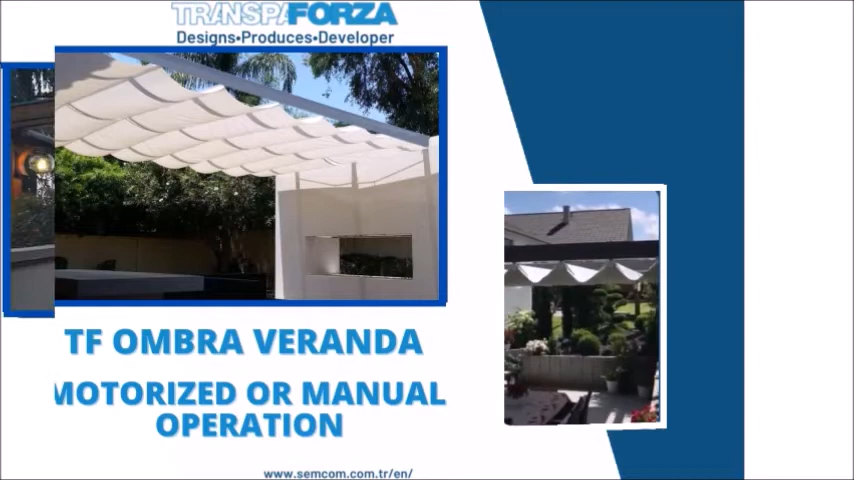 TRANSPAFORZA
Designs•Produces•Developer
TF OMBRA VERANDA
MOTORIZED OR MANUAL
OPERATION
www.semcom.com.tr/en/